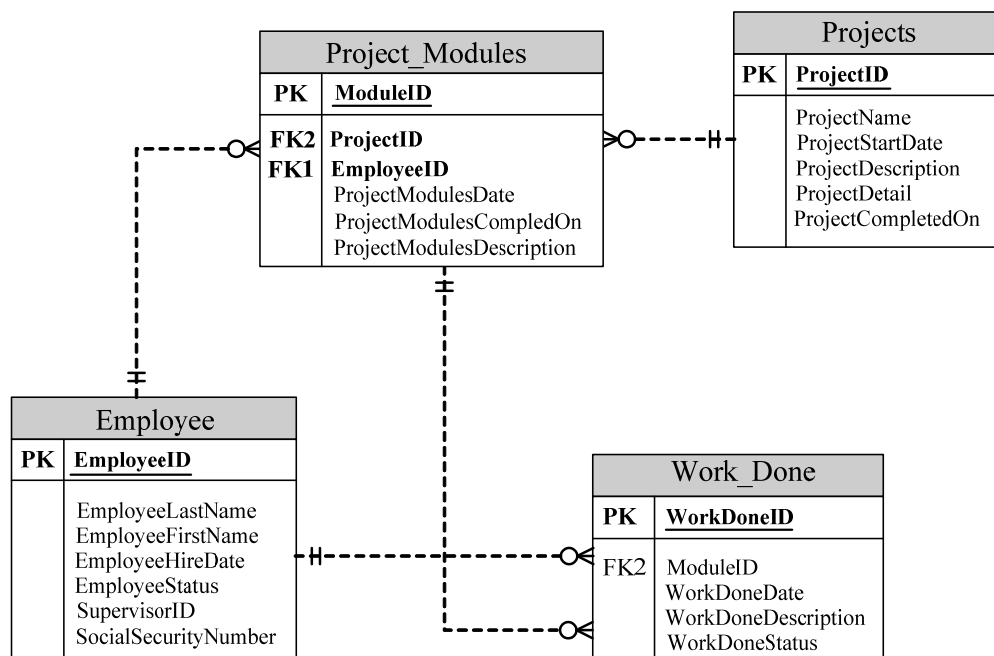 Project_Modules
PK ModuleID
FK2 ProjectID
FK1 EmployeeID
ProjectModulesDate
ProjectModulesCompledOn
ProjectModulesDescription
Projects
PK ProjectID
ProjectName
ProjectStartDate
ProjectDescription
ProjectDetail
ProjectCompletedOn
Employee
PK EmployeeID
EmployeeLastName
EmployeeFirstName
EmployeeHireDate
EmployeeStatus
SupervisorID
SocialSecurityNumber
Work_Done
PK WorkDoneID
FK2 ModuleID
WorkDoneDate
WorkDoneDescription
WorkDoneStatus